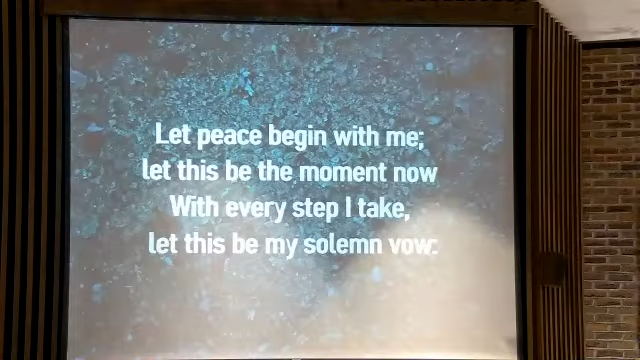 Let peace begin with me;
let this be the moment now
With every step I take,
let this be my solemn vow: